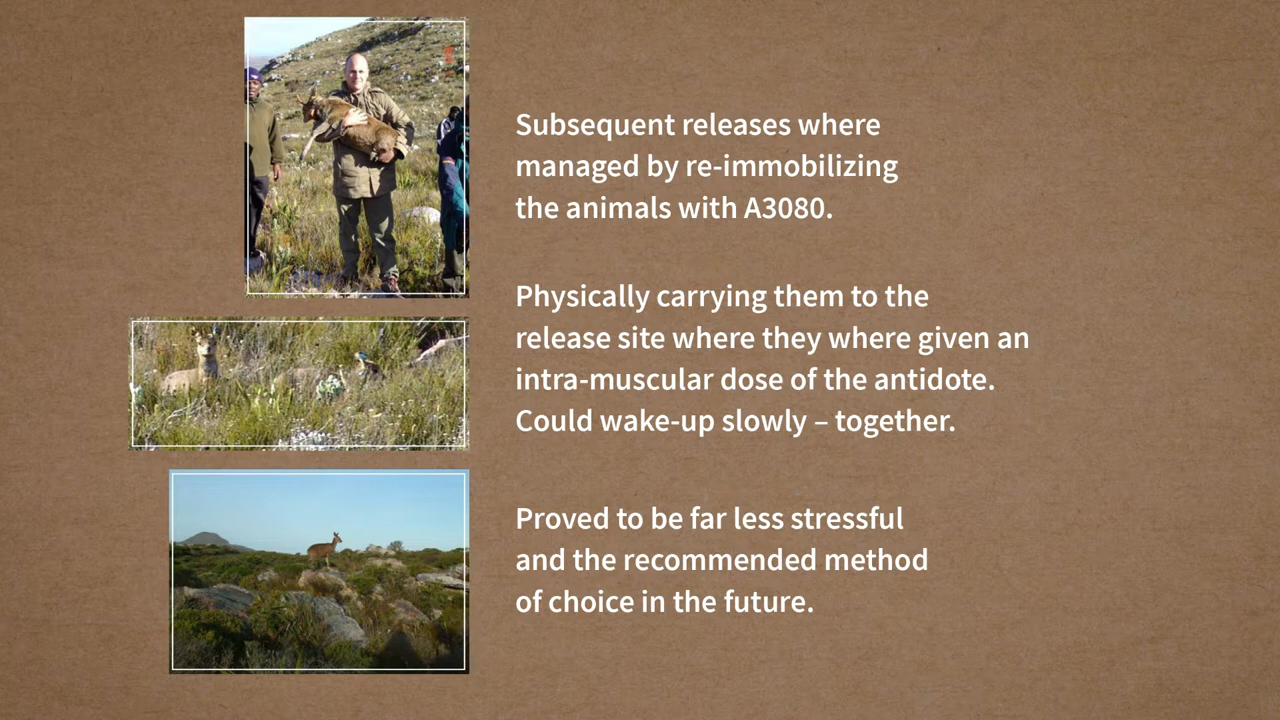 Subsequent releases where
managed by re-immobilizing
the animals with A3080.
Physically carrying them to the
release site where they where given an
intra-muscular dose of the antidote.
Could wake-up slowly – together.
Proved to be far less stressful
and the recommended method
of choice in the future.